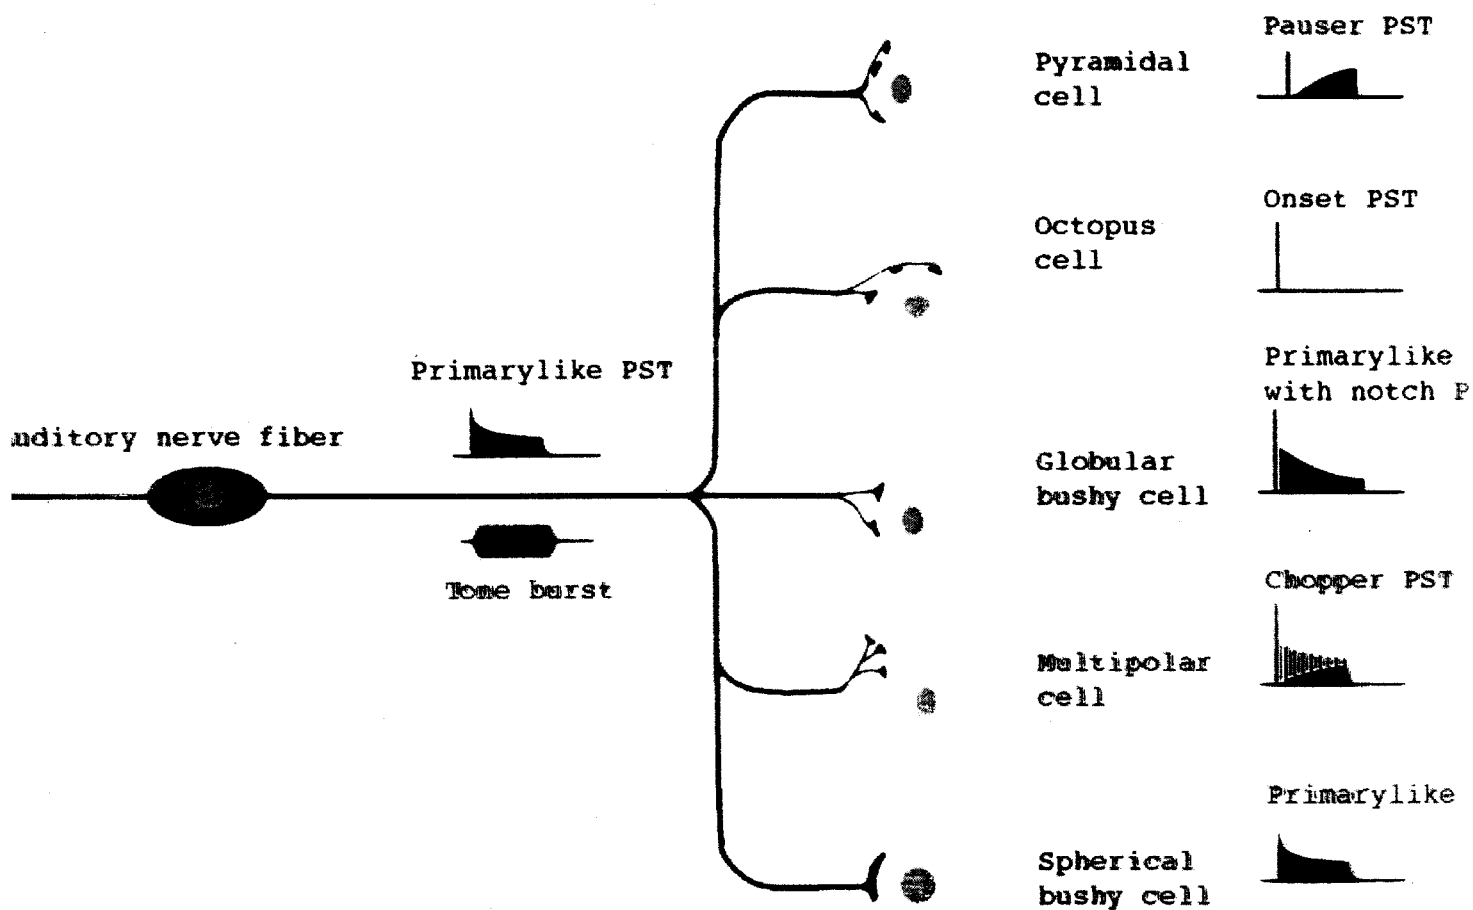 Pauser PST
Pyramidal
cell
Onset PST
Octopus
cell
Primarylike PST
Primarylike
with notch P
uditory nerve fiber
Globular
bushy cell
Tome burst
Chopper PST
Multipolar
cell
Primarylike
Spherical
bushy cell